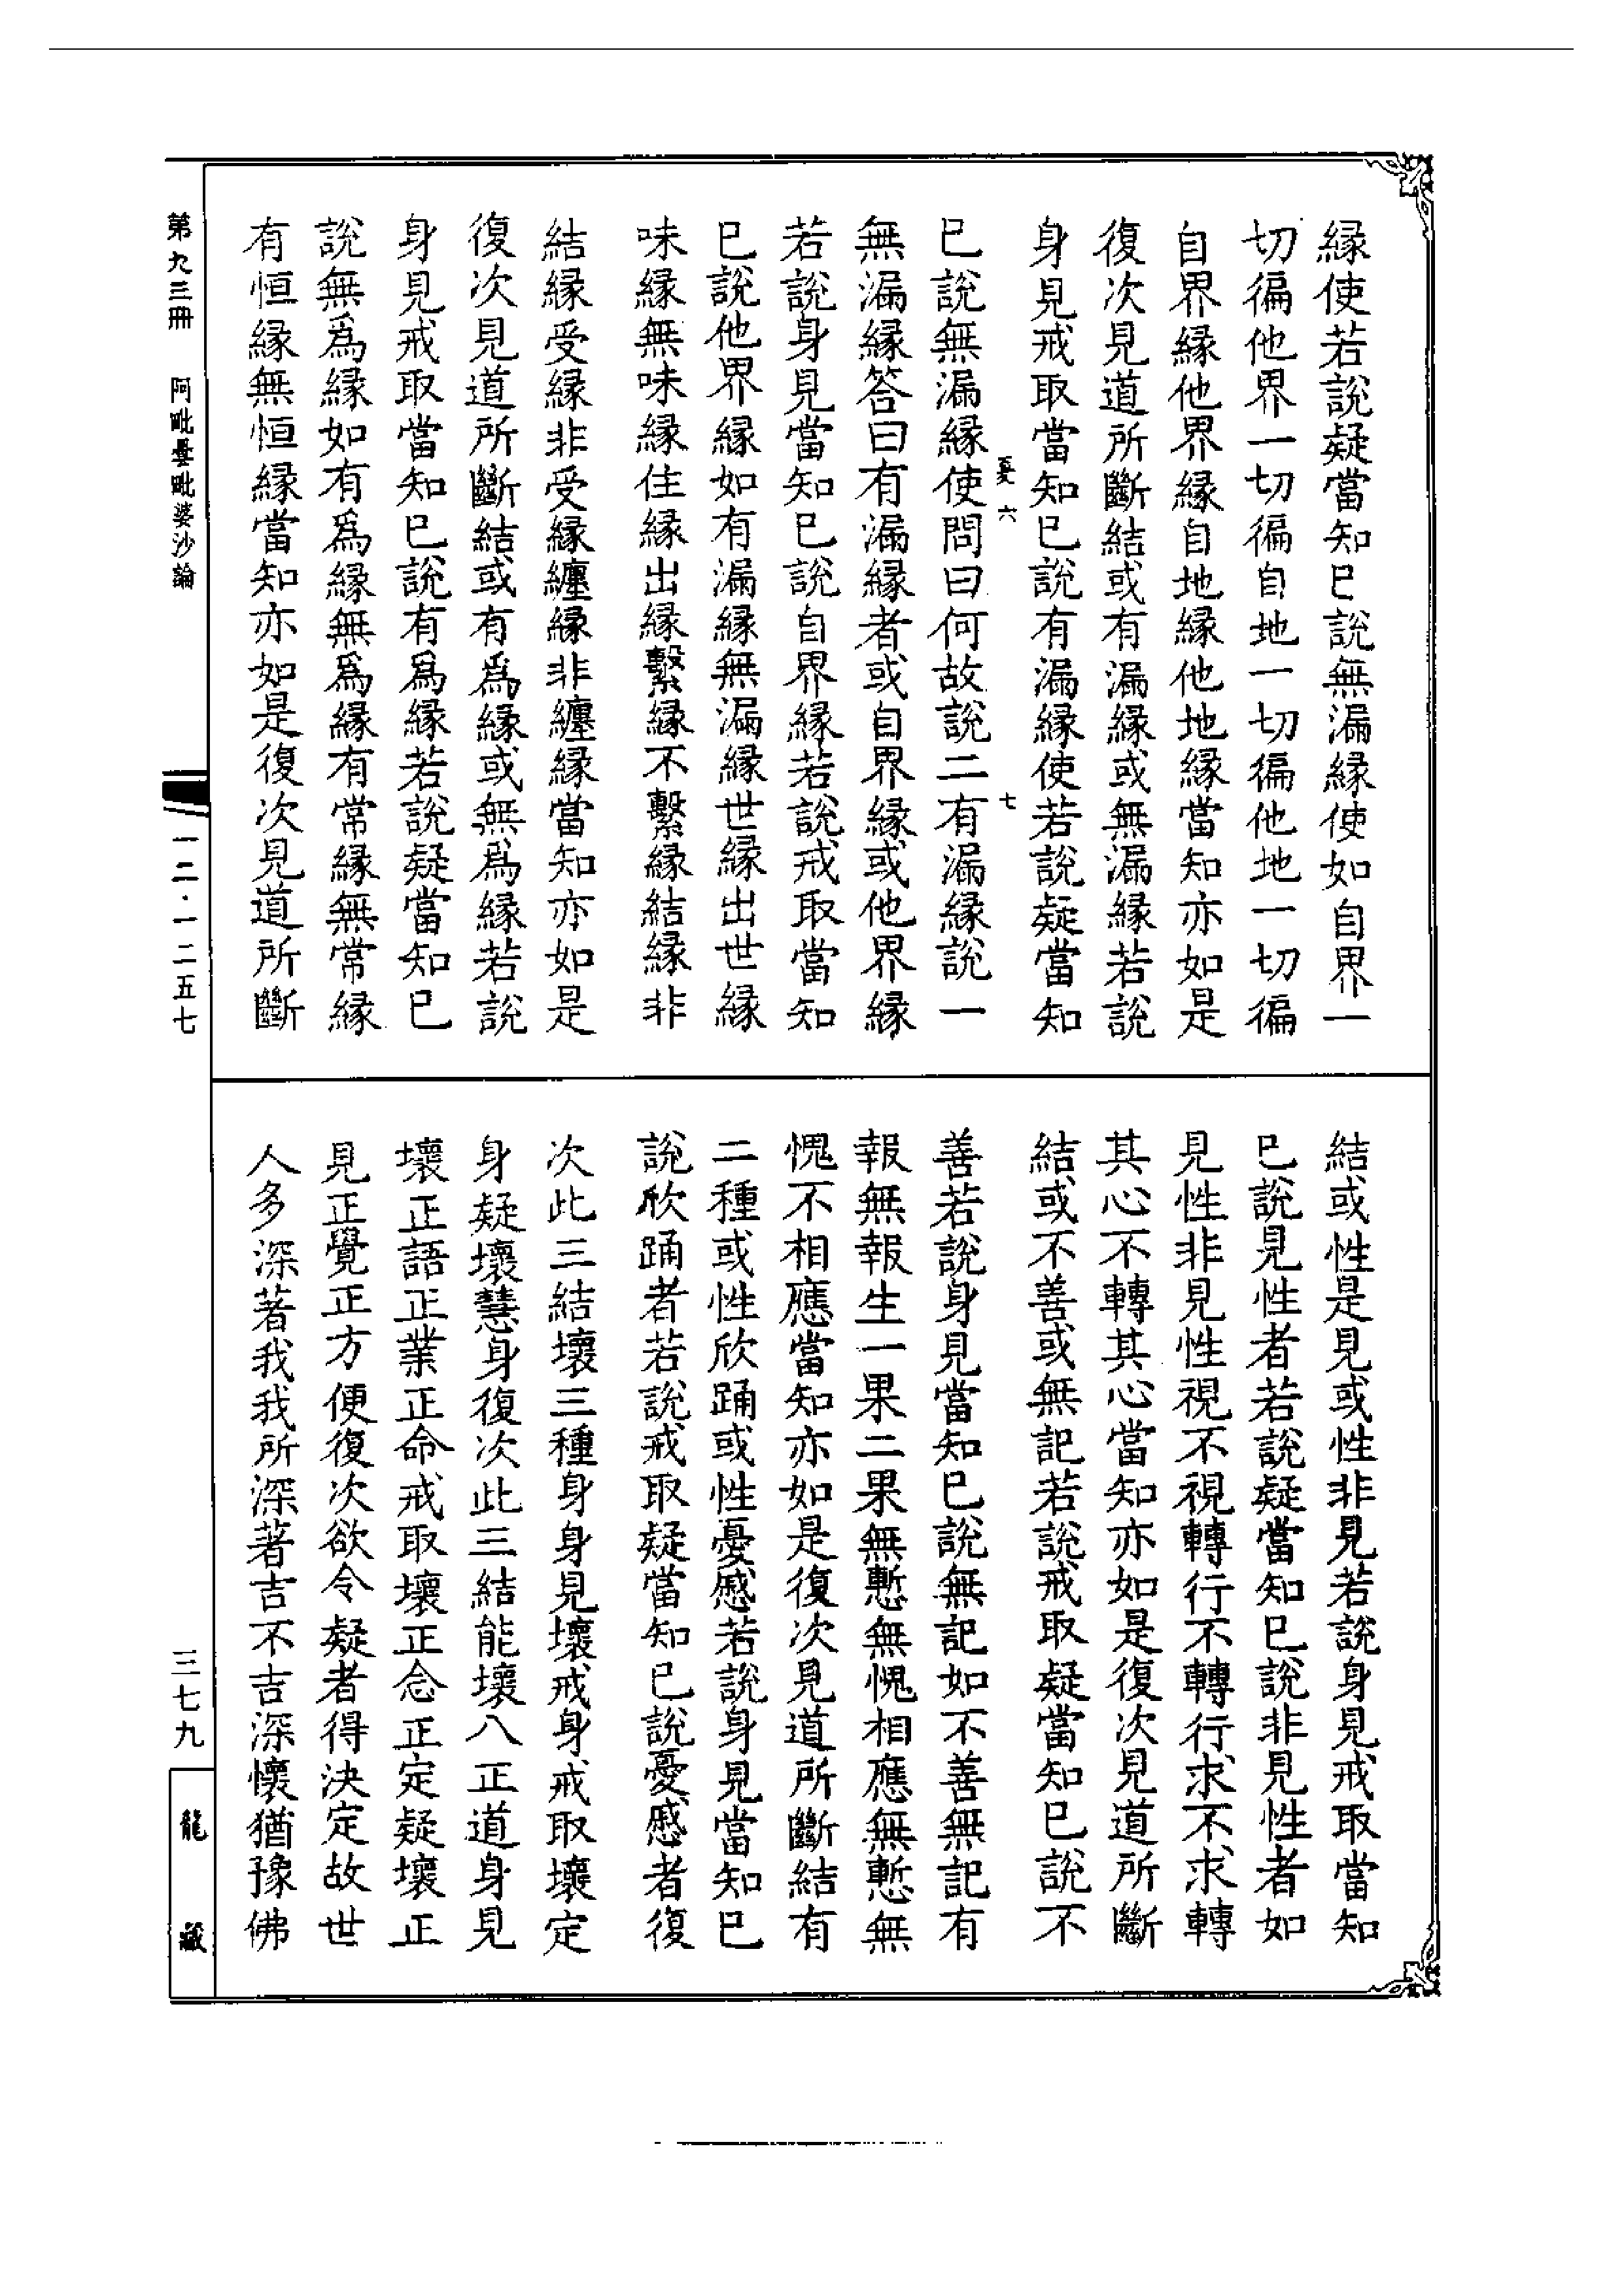 緣使若說疑當知已說無漏緣使如自界一
切徧他界一切徧自地一切徧他地一切徧
自界緣他界緣自地緣他地緣當知亦如是
復次見道所斷結或有漏緣或無漏緣若說
身見戒取當知已說有漏緣使若說疑當知
已說無漏緣使問曰何故說二有漏緣說一
無漏緣答曰有漏緣者或自界緣或他界緣
若說身見當知已說自界緣若說戒取當知
已說他界緣如有漏緣無漏緣世緣出世緣
味緣無味緣住緣出緣繫緣不繫緣結緣非
結緣受緣非受緣纏緣非纏緣當知亦如是
復次見道所斷結或有為緣或無為緣若說
身見戒取當知已說有為緣若說疑當知已
說無為緣如有為緣無為緣有常緣無常緣
有恒緣無恒緣當知亦如是復次見道所斷
結或性是見或性非見若說身見戒取當知
已說見性者若說疑當知已說非見性者如
見性非見性視不視轉行不轉行求不求轉
其心不轉其心當知亦如是復次見道所斷
結或不善或無記若說戒取疑當知已說不
善若說身見當知已說無記如不善無記有
報無報生一果二果無慙無愧相應無慙無
愧不相應當知亦如是復次見道所斷結有
二種或性欣踊或性憂慼若說身見當知已
說欣踊者若說戒取疑當知已說憂慼者復
次此三結壞三種身身見壞戒身戒取壞定
身疑壞慧身復次此三結能壞八正道身見
壞正語正業正命戒取壞正念正定疑壞正
見正覺正方便復次欲令疑者得決定故世
人多深著我我所深著吉不吉深懷猶豫佛
夏六
七
第九三冊 阿毗曇毗婆沙論
一二·一二五七
三七九
龍藏